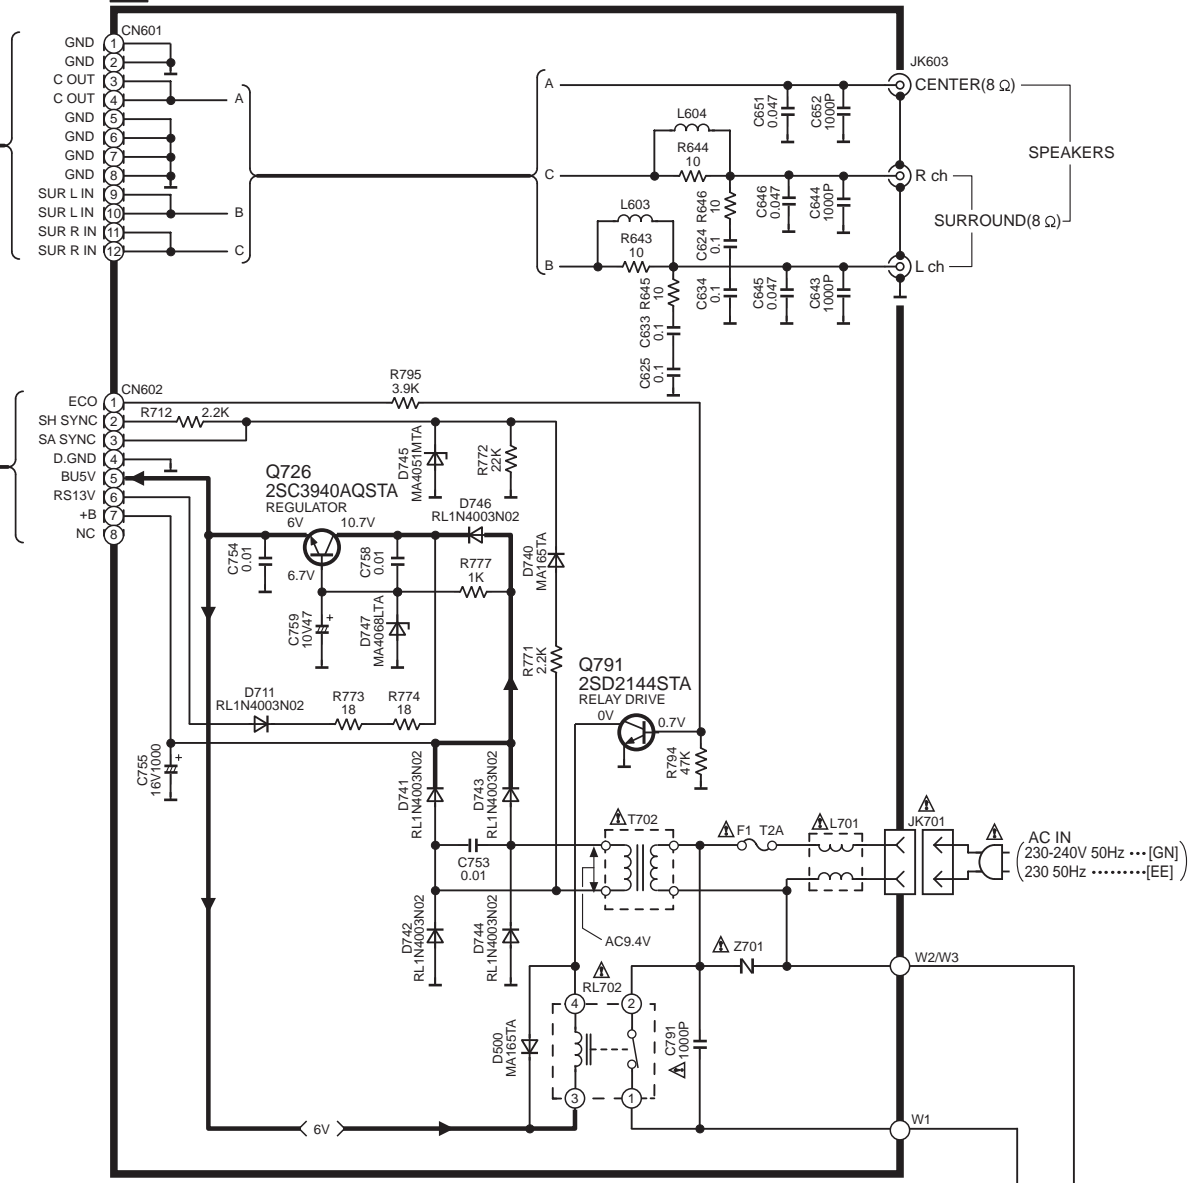 CN601
GND 1
GND 2
C OUT 3
C OUT 4
GND 5
GND 6
GND 7
GND 8
SUR L IN 9
SUR L IN 10
SUR R IN 11
SUR R IN 12
A
B
C
A
C
B
L604
R644
10
L603
R643
10
R646
10
C624
0.1
C634
0.1
R645
10
C633
0.1
C625
0.1
C651
0.047
C652
1000P
C646
0.047
C644
1000P
C645
0.047
C643
1000P
JK603
CENTER(8 Ω)
R ch
L ch
SURROUND(8 Ω)
SPEAKERS
CN602
ECO 1
SH SYNC 2
SA SYNC 3
D.GND 4
BU5V 5
RS13V 6
+B 7
NC 8
R795
3.9K
R712 2.2K
Q726
2SC3940AQSTA
REGULATOR
6V
10.7V
6.7V
C754
0.01
C758
0.01
C759
10V47
+
D747
MA4068LTA
D745
MA4051MTA
R772
22K
D746
RL1N4003N02
R777
1K
D740
MA165TA
R771
2.2K
D711
RL1N4003N02
R773
18
R774
18
C755
16V1000
+
Q791
2SD2144STA
RELAY DRIVE
0V
0.7V
R794
47K
D741
RL1N4003N02
D743
RL1N4003N02
C753
0.01
D742
RL1N4003N02
D744
RL1N4003N02
T702
AC9.4V
F1 T2A
L701
JK701
AC IN
230-240V 50Hz ···[GN]
230 50Hz ·········[EE]
Z701
W2/W3
RL702
4
2
3
1
D500
MA165TA
C791
1000P
6V
W1